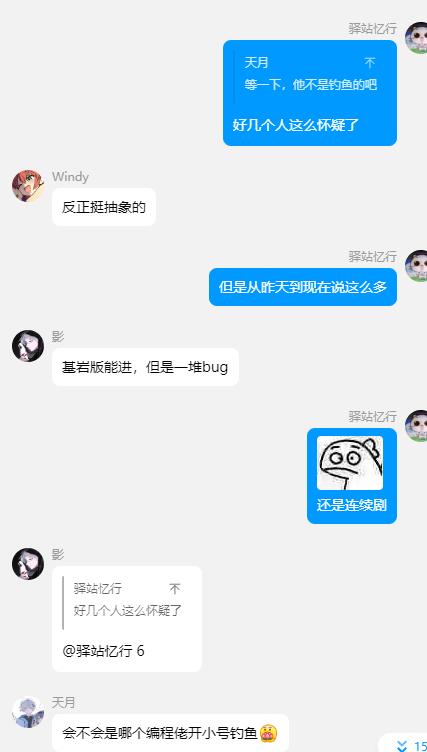 驿站忆行
天月
等一下，他不是钓鱼的吧
好几个人这么怀疑了
Windy
反正挺抽象的
驿站忆行
但是从昨天到现在说这么多
影
基岩版能进，但是一堆bug
驿站忆行
还是连续剧
影
驿站忆行
好几个人这么怀疑了
@驿站忆行 6
天月
会不会是哪个编程佬开小号钓鱼
15